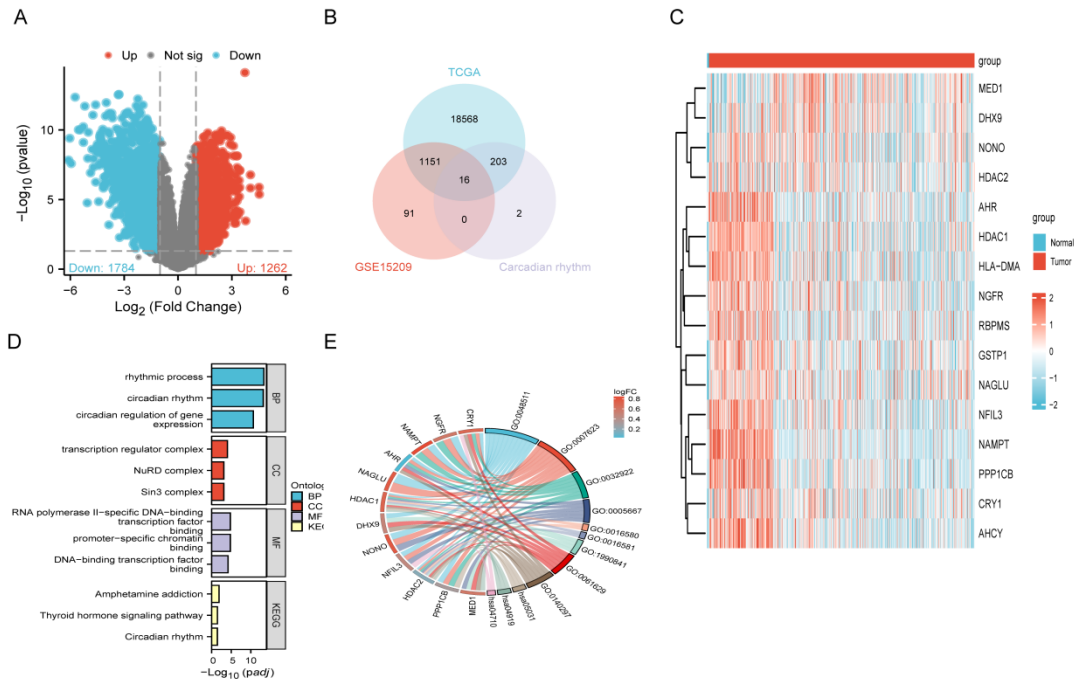 A
Up
Not sig
Down
10
5
0
−Log10 (pvalue)
Down: 1784
Up: 1262
−6
−3
0
3
6
Log2 (Fold Change)
B
TCGA
18568
1151
203
16
91
0
2
GSE15209
Carcadian rhythm
C
group
MED1
DHX9
NONO
HDAC2
AHR
HDAC1
HLA−DMA
NGFR
RBPMS
GSTP1
NAGLU
NFIL3
NAMPT
PPP1CB
CRY1
AHCY
group
Normal
Tumor
2
1
0
−1
−2
D
rhythmic process
circadian rhythm
circadian regulation of gene
expression
BP
transcription regulator complex
NuRD complex
Sin3 complex
CC
RNA polymerase II−specific DNA−binding
transcription factor
binding
promoter−specific chromatin
binding
DNA−binding transcription factor
binding
MF
Amphetamine addiction
Thyroid hormone signaling pathway
Circadian rhythm
KEGG
0
5
10
−Log10 (padj)
Ontolog
BP
CC
MF
KEG
E
logFC
0.8
0.6
0.4
0.2
CRY1
NGFR
NAMPT
AHR
NAGLU
HDAC1
DHX9
NONO
NFIL3
HDAC2
PPP1CB
MED1
GO:0048511
GO:0007623
GO:0032922
GO:0005667
GO:0016580
GO:0016581
GO:1990841
GO:0061629
GO:0140297
hsa05031
hsa04919
hsa04710